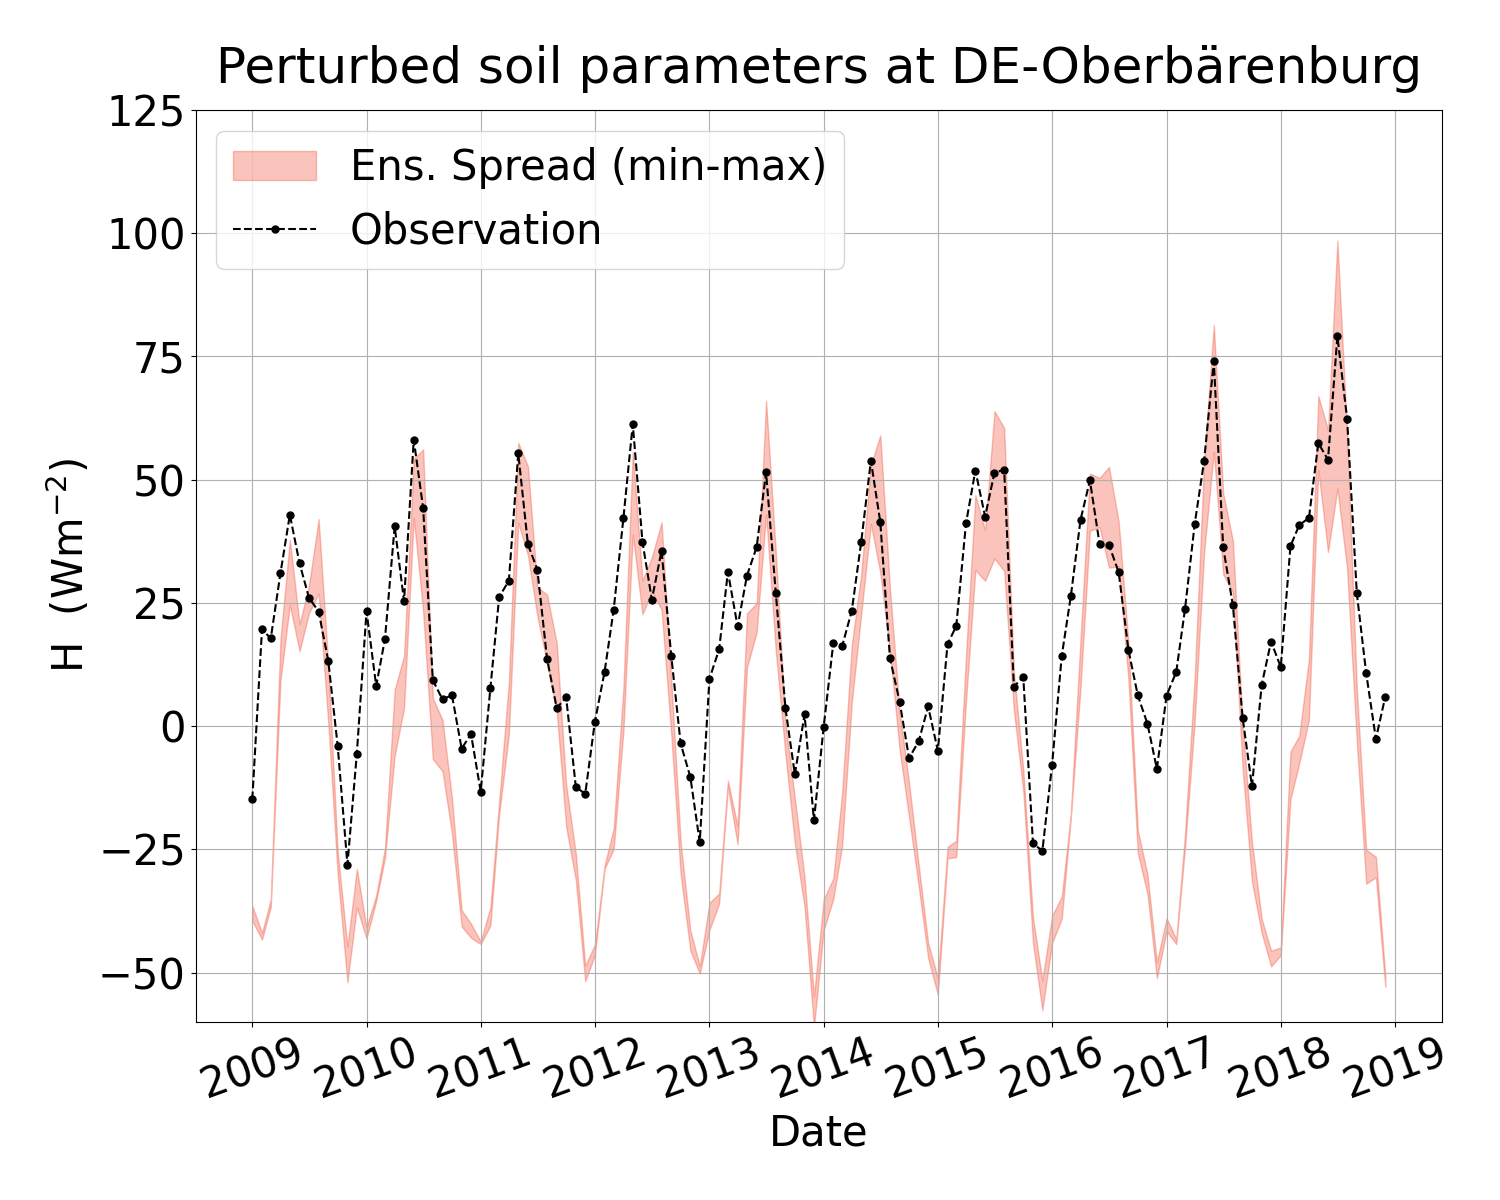 Perturbed soil parameters at DE-Oberbärenburg
125
100
75
50
25
0
−25
−50
H (Wm⁻²)
Ens. Spread (min-max)
Observation
2009 2010 2011 2012 2013 2014 2015 2016 2017 2018 2019
Date